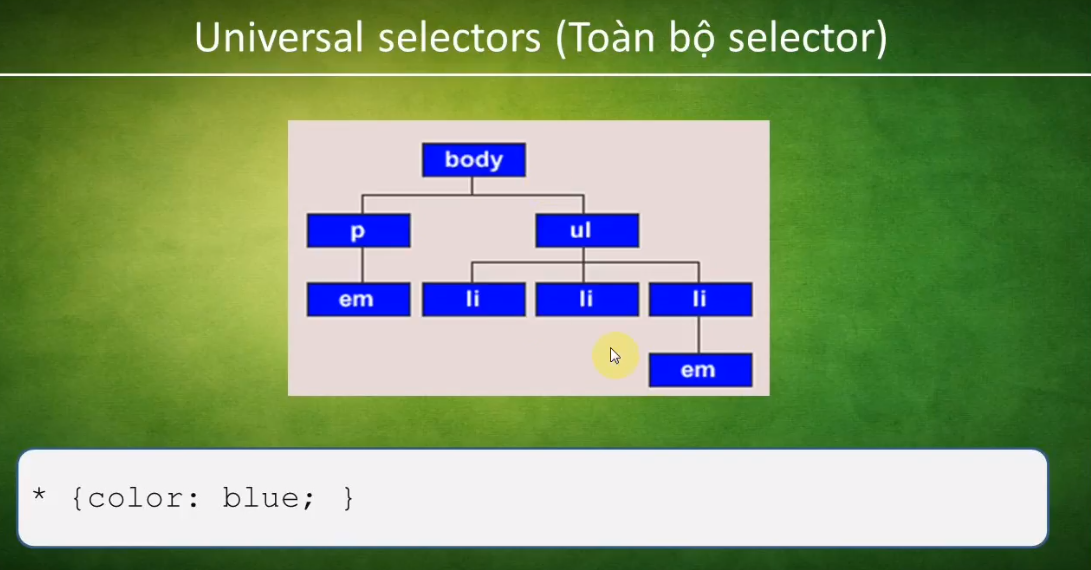 Universal selectors (Toàn bộ selector)
body
p ul
em li li li
em
* {color: blue; }